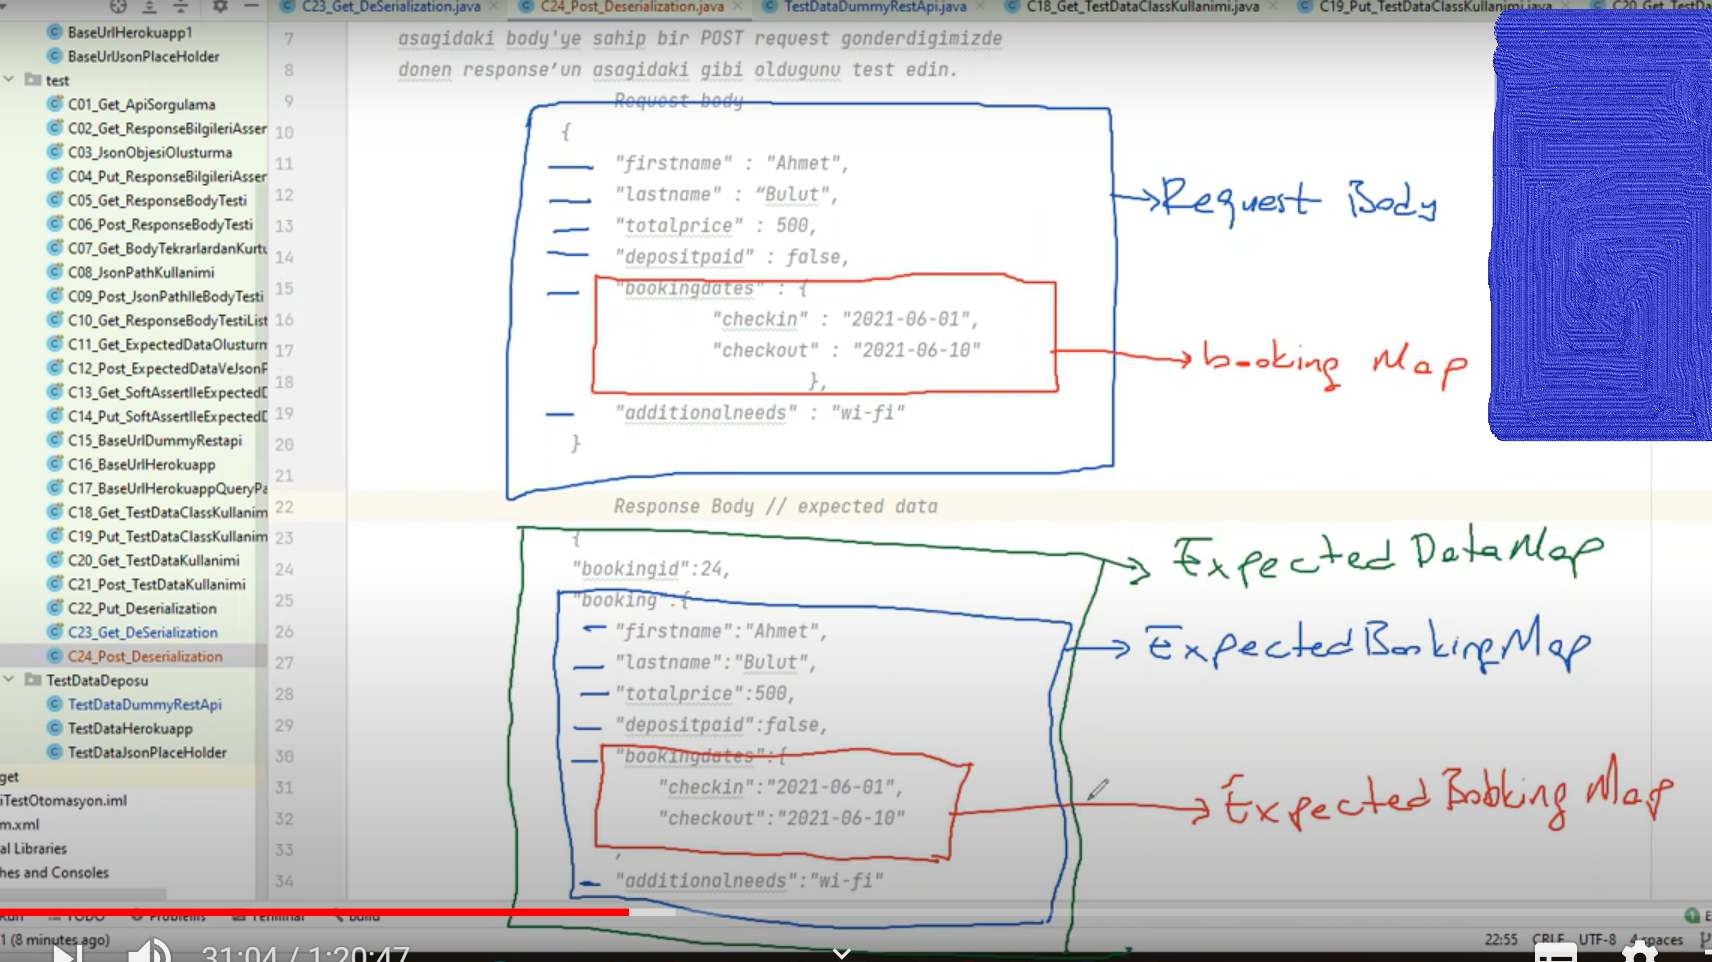 C23_Get_DeSerialization.java
C24_Post_Deserialization.java
TestDataDummyRestApi.java
C18_Get_TestDataClassKullanimi.java
C19_Put_TestDataClassKullanimi.java
BaseUrlHerokuapp1
BaseUrlJsonPlaceHolder
test
C01_Get_ApiSorgulama
C02_Get_ResponseBilgileriAsser
C03_JsonObjesiOlusturma
C04_Put_ResponseBilgileriAsser
C05_Get_ResponseBodyTesti
C06_Post_ResponseBodyTesti
C07_Get_BodyTekrarlardanKurtu
C08_JsonPathKullanimi
C09_Post_JsonPathIleBodyTesti
C10_Get_ResponseBodyTestiList
C11_Get_ExpectedDataOlusturm
C12_Post_ExpectedDataVeJsonP
C13_Get_SoftAssertIleExpectedD
C14_Put_SoftAssertIleExpectedD
C15_BaseUrlDummyRestapi
C16_BaseUrlHerokuapp
C17_BaseUrlHerokuappQueryPa
C18_Get_TestDataClassKullanim
C19_Put_TestDataClassKullanim
C20_Get_TestDataKullanimi
C21_Post_TestDataKullanimi
C22_Put_Deserialization
C23_Get_DeSerialization
C24_Post_Deserialization
TestDataDeposu
TestDataDummyRestApi
TestDataHerokuapp
TestDataJsonPlaceHolder
get
iTestOtomasyon.iml
m.xml
al Libraries
hes and Consoles
7 asagidaki body'ye sahip bir POST request gonderdigimizde
8 donen response’un asagidaki gibi oldugunu test edin.
9 Request body
10 {
11 "firstname" : "Ahmet",
12 "lastname" : “Bulut",
13 "totalprice" : 500,
14 "depositpaid" : false,
15 "bookingdates" : {
16 "checkin" : "2021-06-01",
17 "checkout" : "2021-06-10"
18 },
19 "additionalneeds" : "wi-fi"
20 }
21
22 Response Body // expected data
23 {
24 "bookingid":24,
25 "booking":{
26 "firstname":"Ahmet",
27 "lastname":"Bulut",
28 "totalprice":500,
29 "depositpaid":false,
30 "bookingdates":{
31 "checkin":"2021-06-01",
32 "checkout":"2021-06-10"
33 ,
34 "additionalneeds":"wi-fi"
Request Body
booking Map
Expected DataMap
ExpectedBookingMap
Expected Booking Map
Run TODO Problems Terminal Build
1 (8 minutes ago)
22:55 CRLF UTF-8 4 spaces
31:04 / 1:20:47